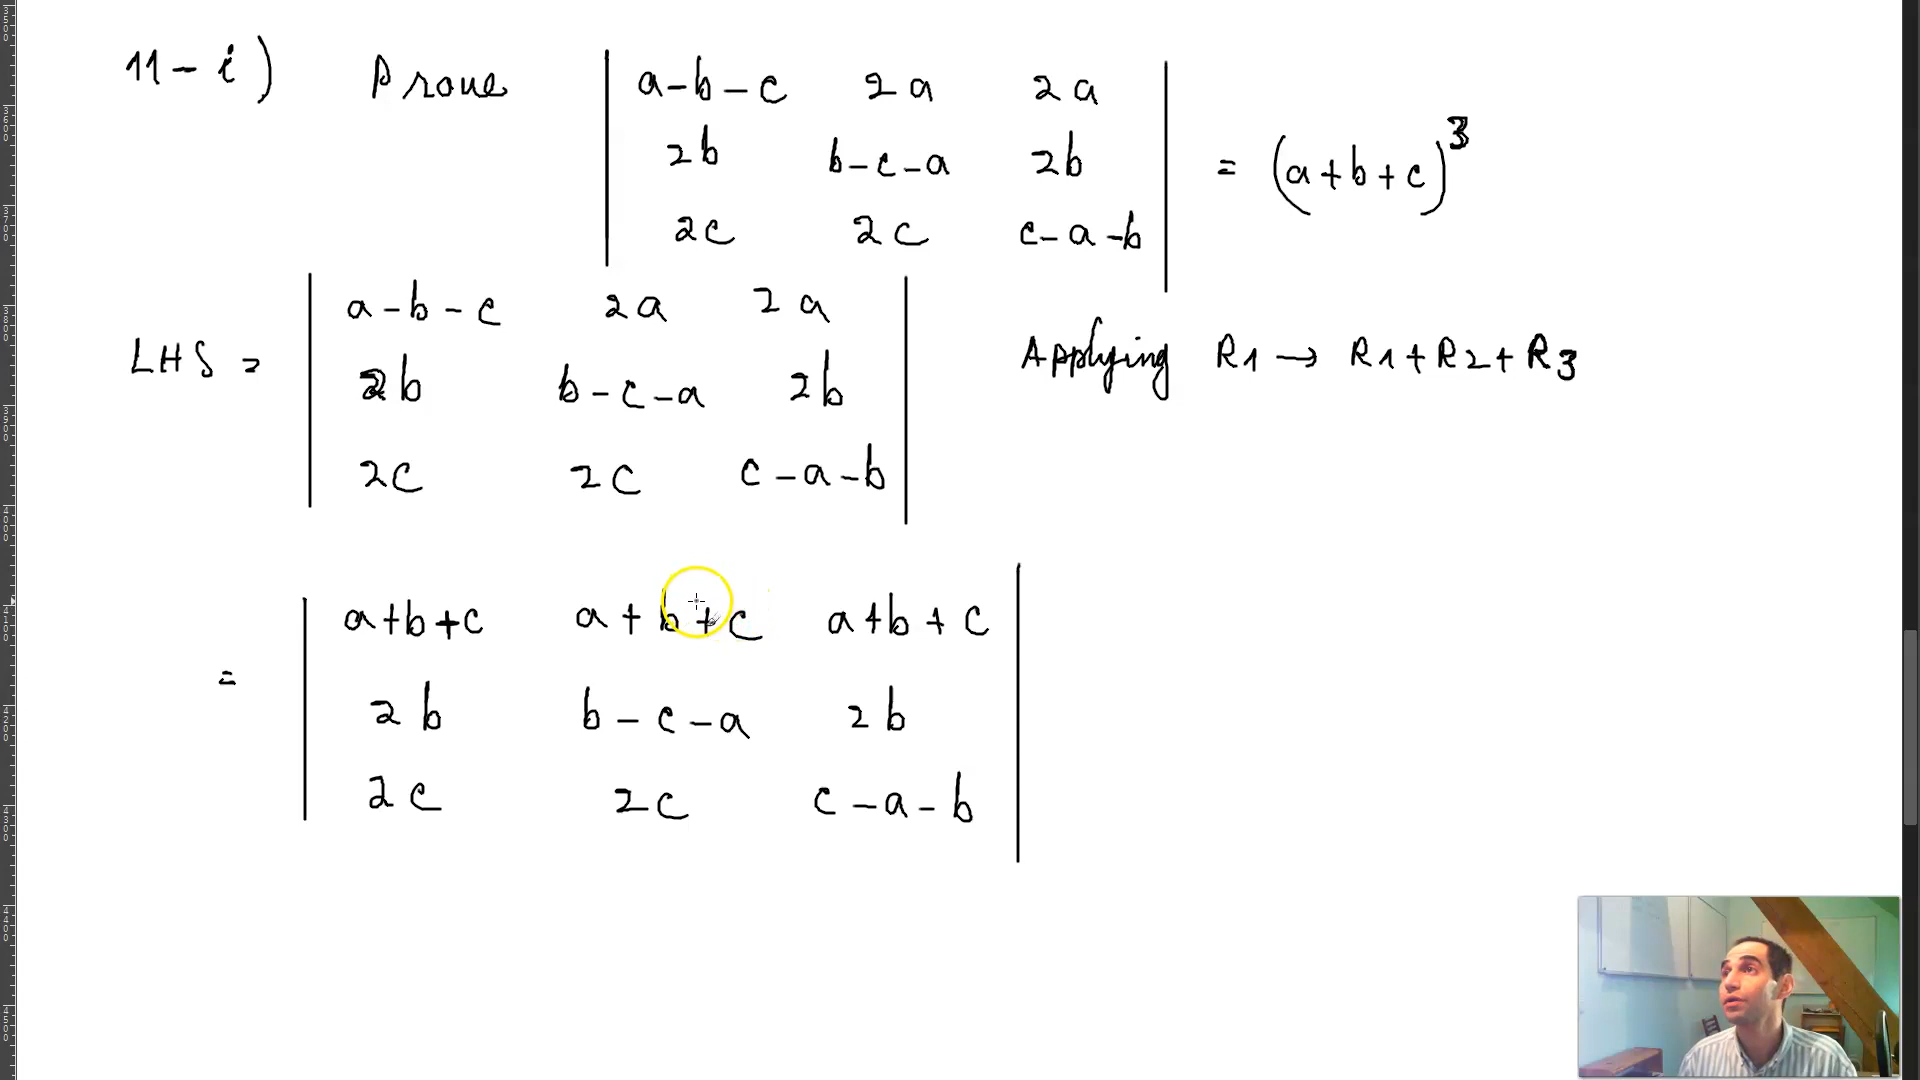 11-i) Prove | a-b-c 2a 2a |
| 2b b-c-a 2b | = (a+b+c)^3
| 2c 2c c-a-b |
| a-b-c 2a 2a |
LHS = | 2b b-c-a 2b | Applying R1 → R1+R2+R3
| 2c 2c c-a-b |
| a+b+c a+b+c a+b+c |
= | 2b b-c-a 2b |
| 2c 2c c-a-b |